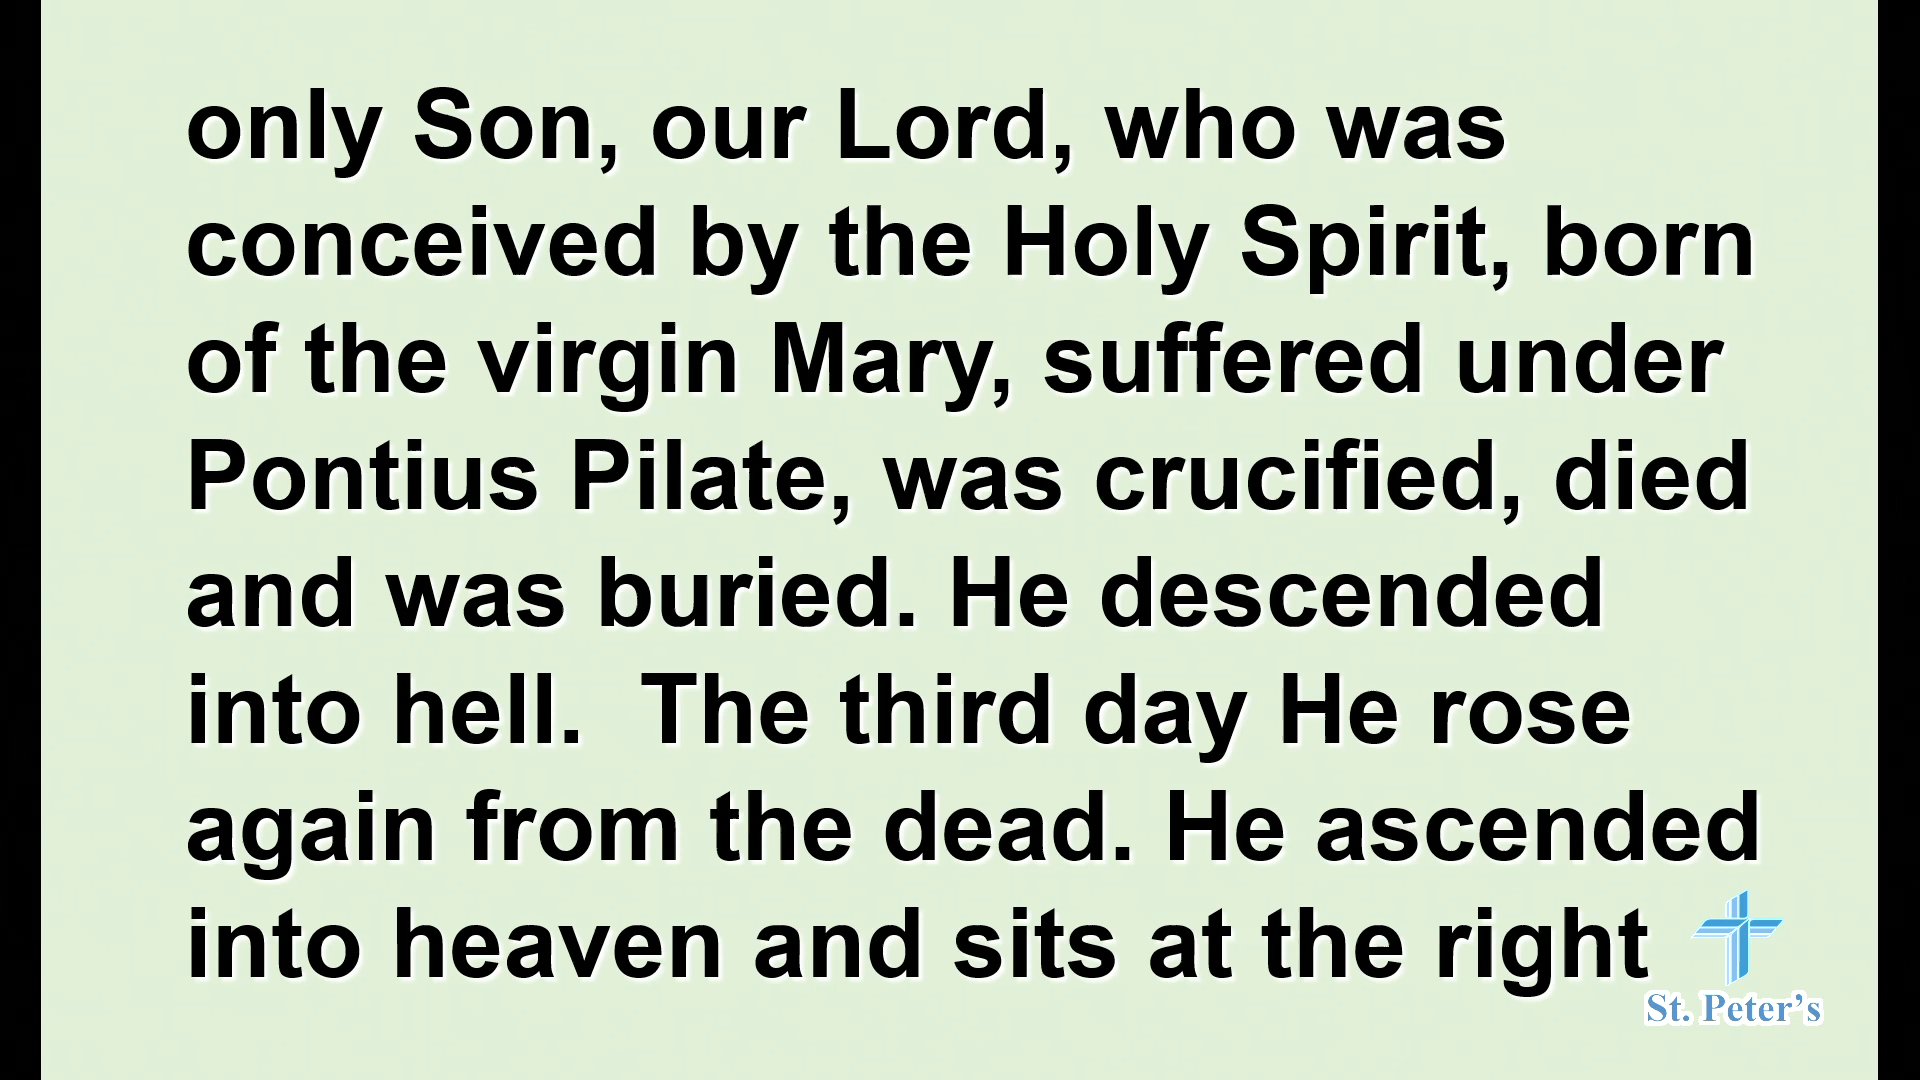 only Son, our Lord, who was
conceived by the Holy Spirit, born
of the virgin Mary, suffered under
Pontius Pilate, was crucified, died
and was buried. He descended
into hell.  The third day He rose
again from the dead. He ascended
into heaven and sits at the right
St. Peter’s